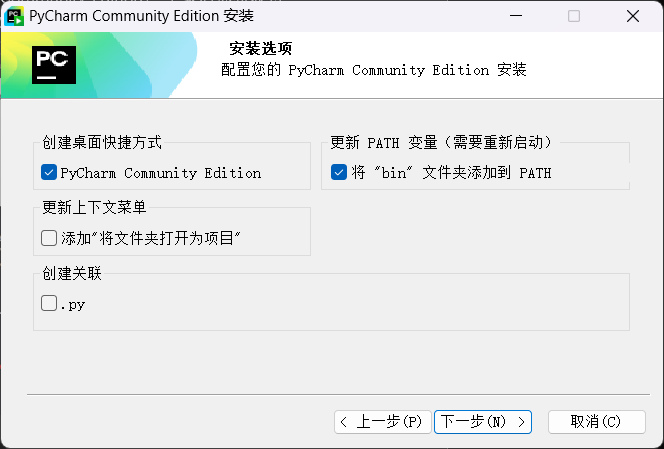 PyCharm Community Edition 安装
PC
安装选项
配置您的 PyCharm Community Edition 安装
创建桌面快捷方式
更新 PATH 变量（需要重新启动）
PyCharm Community Edition
将 "bin" 文件夹添加到 PATH
更新上下文菜单
添加"将文件夹打开为项目"
创建关联
.py
< 上一步(P)
下一步(N) >
取消(C)